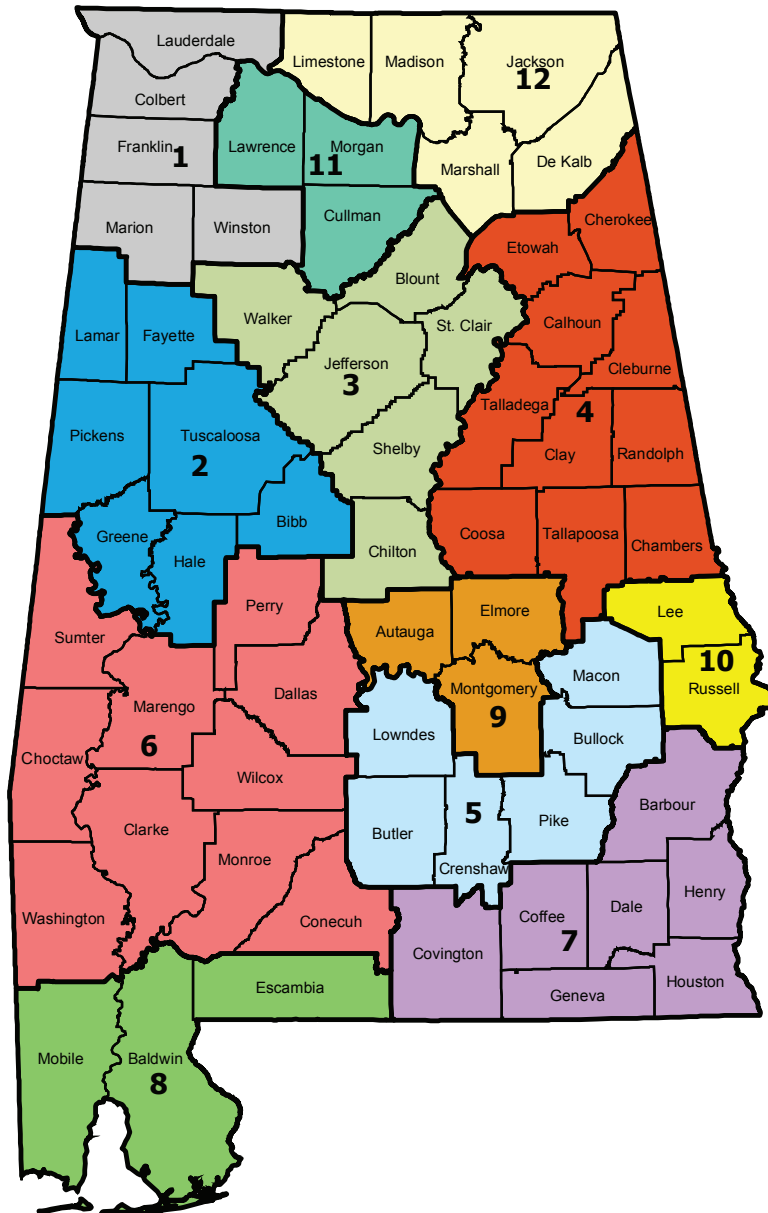 Lauderdale
Limestone
Madison
Jackson
12
Colbert
Franklin
1
Lawrence
Morgan
11
Marshall
De Kalb
Marion
Winston
Cullman
Cherokee
Etowah
Blount
Walker
St. Clair
Calhoun
Lamar
Fayette
Jefferson
3
Cleburne
Talladega
4
Pickens
Tuscaloosa
2
Shelby
Clay
Randolph
Bibb
Greene
Hale
Chilton
Coosa
Tallapoosa
Chambers
Perry
Autauga
Elmore
Lee
Sumter
10
Macon
Russell
Dallas
Montgomery
9
Marengo
6
Lowndes
Bullock
Choctaw
Wilcox
Barbour
Clarke
Butler
5
Pike
Monroe
Crenshaw
Henry
Washington
Conecuh
Coffee
7
Dale
Covington
Houston
Escambia
Geneva
Mobile
Baldwin
8